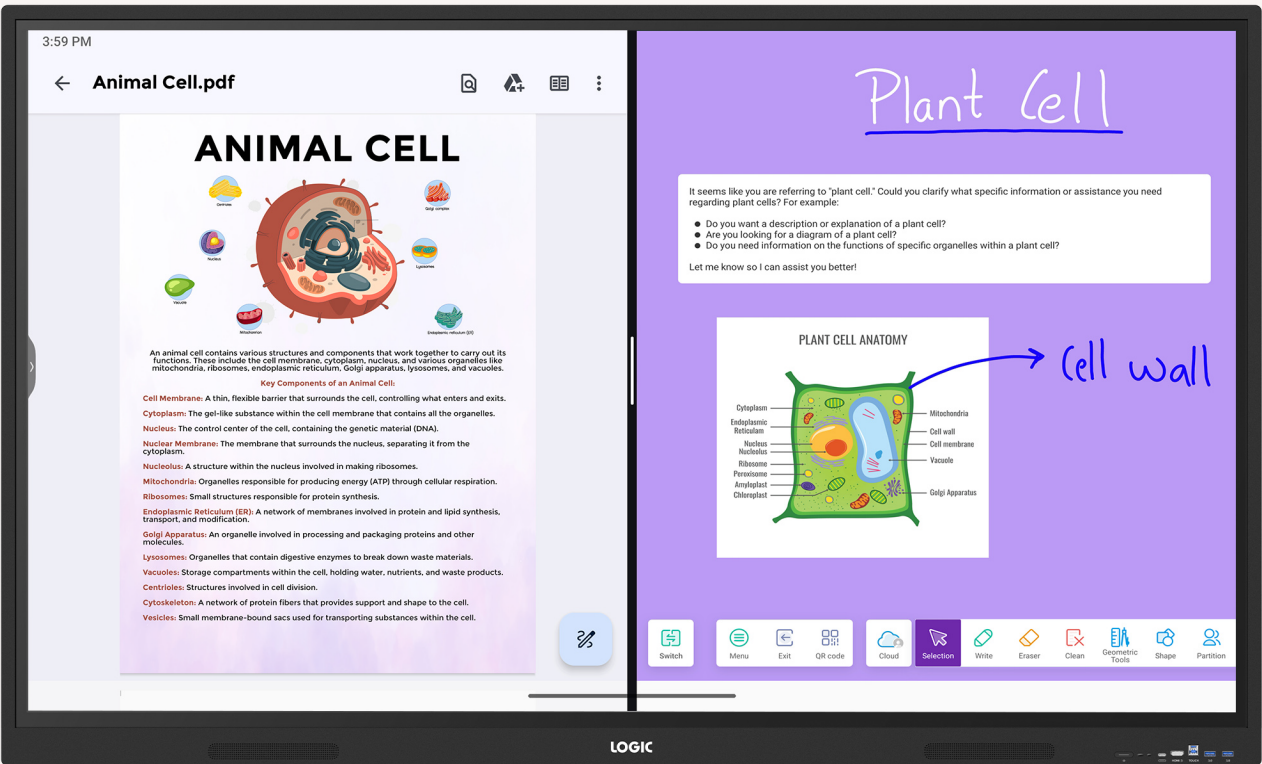 3:59 PM
Animal Cell.pdf
ANIMAL CELL
Centrioles
Golgi complex
Nucleus
Lysosomes
Vacuole
Mitochondrion
Endoplasmic reticulum (ER)
An animal cell contains various structures and components that work together to carry out its
functions. These include the cell membrane, cytoplasm, nucleus, and various organelles like
mitochondria, ribosomes, endoplasmic reticulum, Golgi apparatus, lysosomes, and vacuoles.
Key Components of an Animal Cell:
Cell Membrane: A thin, flexible barrier that surrounds the cell, controlling what enters and exits.
Cytoplasm: The gel-like substance within the cell membrane that contains all the organelles.
Nucleus: The control center of the cell, containing the genetic material (DNA).
Nuclear Membrane: The membrane that surrounds the nucleus, separating it from the
cytoplasm.
Nucleolus: A structure within the nucleus involved in making ribosomes.
Mitochondria: Organelles responsible for producing energy (ATP) through cellular respiration.
Ribosomes: Small structures responsible for protein synthesis.
Endoplasmic Reticulum (ER): A network of membranes involved in protein and lipid synthesis,
transport, and modification.
Golgi Apparatus: An organelle involved in processing and packaging proteins and other
molecules.
Lysosomes: Organelles that contain digestive enzymes to break down waste materials.
Vacuoles: Storage compartments within the cell, holding water, nutrients, and waste products.
Centrioles: Structures involved in cell division.
Cytoskeleton: A network of protein fibers that provides support and shape to the cell.
Vesicles: Small membrane-bound sacs used for transporting substances within the cell.
Plant Cell
It seems like you are referring to "plant cell." Could you clarify what specific information or assistance you need
regarding plant cells? For example:
● Do you want a description or explanation of a plant cell?
● Are you looking for a diagram of a plant cell?
● Do you need information on the functions of specific organelles within a plant cell?
Let me know so I can assist you better!
PLANT CELL ANATOMY
Cell wall
Cytoplasm
Endoplasmic
Reticulam
Nucleus
Nucleolus
Ribosome
Peroxisome
Amyloplast
Chloroplast
Mitochondria
Cell wall
Cell membrane
Vacuole
Golgi Apparatus
Switch
Menu
Exit
QR code
Cloud
Selection
Write
Eraser
Clean
Geometric
Tools
Shape
Partition
LOGIC